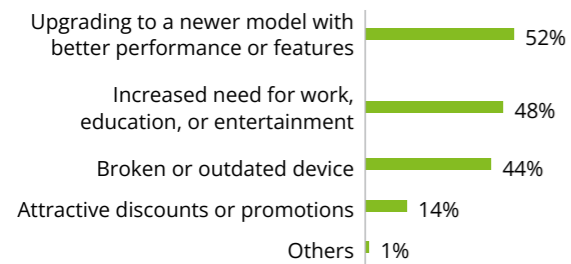 Upgrading to a newer model with
better performance or features
52%
Increased need for work,
education, or entertainment
48%
Broken or outdated device
44%
Attractive discounts or promotions
14%
Others
1%